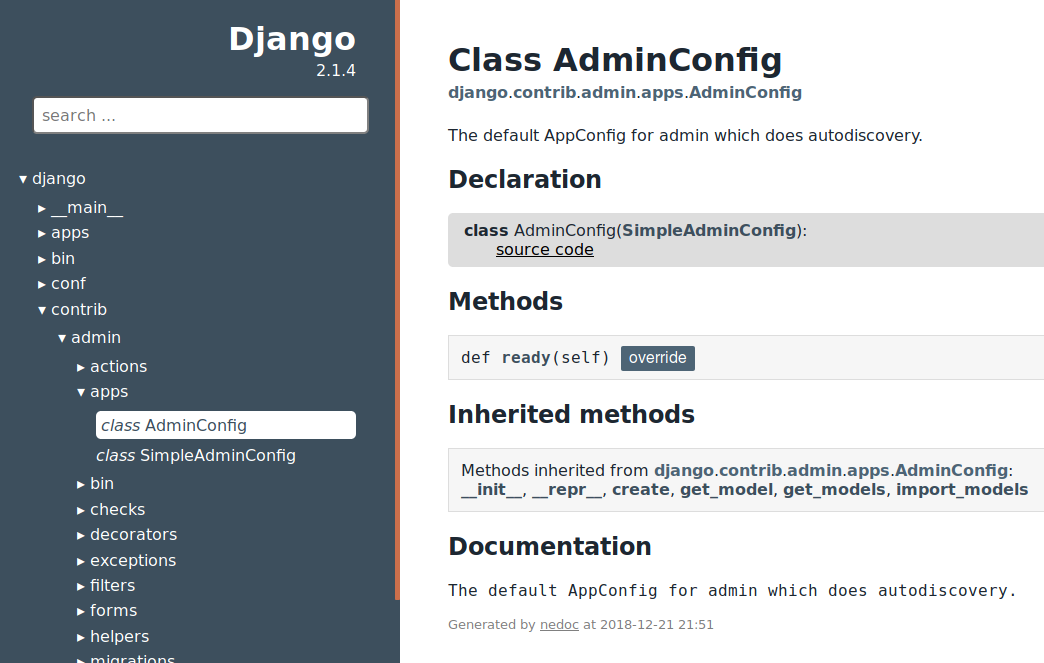 Django
2.1.4
search ...
▾ django
▸ __main__
▸ apps
▸ bin
▸ conf
▾ contrib
▾ admin
▸ actions
▾ apps
class AdminConfig
class SimpleAdminConfig
▸ bin
▸ checks
▸ decorators
▸ exceptions
▸ filters
▸ forms
▸ helpers
▸ migrations
Class AdminConfig
django.contrib.admin.apps.AdminConfig
The default AppConfig for admin which does autodiscovery.
Declaration
class AdminConfig(SimpleAdminConfig):
source code
Methods
def ready(self) override
Inherited methods
Methods inherited from django.contrib.admin.apps.AdminConfig:
__init__, __repr__, create, get_model, get_models, import_models
Documentation
The default AppConfig for admin which does autodiscovery.
Generated by nedoc at 2018-12-21 21:51